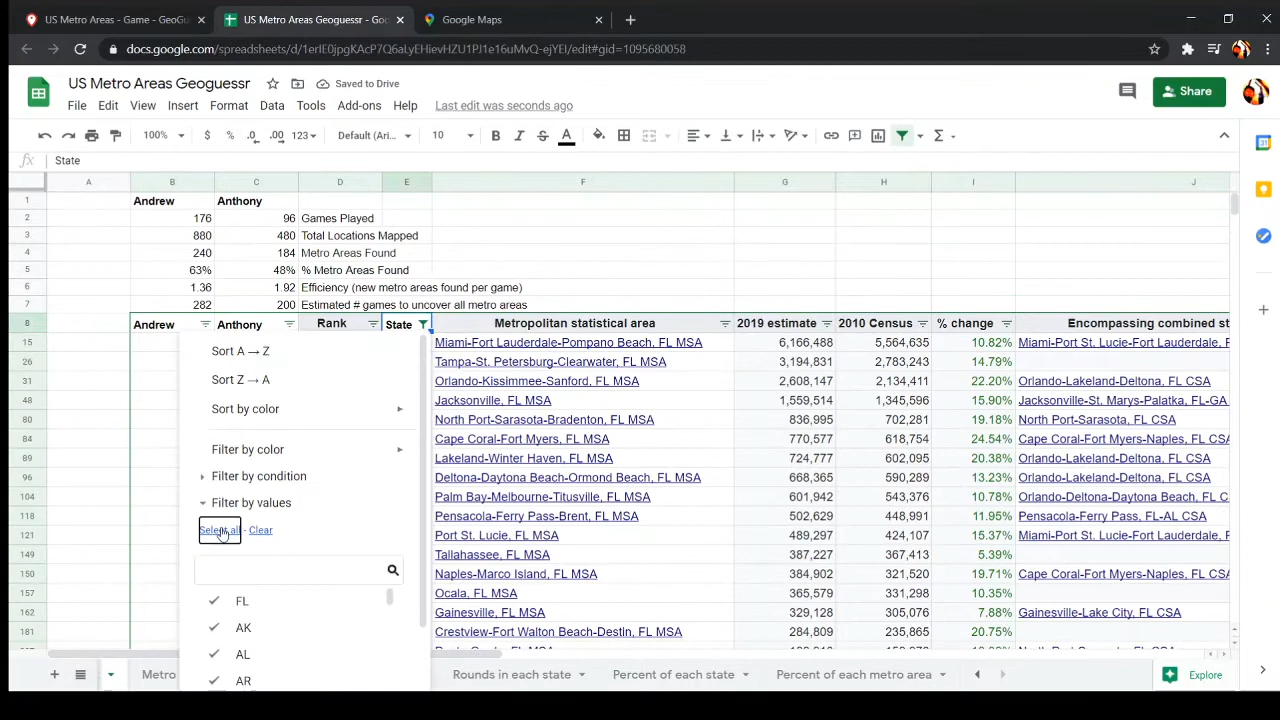 US Metro Areas - Game - GeoGu
US Metro Areas Geoguessr - Goo
Google Maps
docs.google.com/spreadsheets/d/1erIE0jpgKAcP7Q6aLyEHievHZU1PJ1e16uMvQ-ejYEI/edit#gid=1095680058
US Metro Areas Geoguessr
Saved to Drive
File Edit View Insert Format Data Tools Add-ons Help Last edit was seconds ago
Share
100% $ % .0 .00 123 Default (Ari... 10 B I S A
fx State
A B C D E F G H I J
1 Andrew Anthony
2 176 96 Games Played
3 880 480 Total Locations Mapped
4 240 184 Metro Areas Found
5 63% 48% % Metro Areas Found
6 1.36 1.92 Efficiency (new metro areas found per game)
7 282 200 Estimated # games to uncover all metro areas
8 Andrew Anthony Rank State Metropolitan statistical area 2019 estimate 2010 Census % change Encompassing combined st
15 Miami-Fort Lauderdale-Pompano Beach, FL MSA 6,166,488 5,564,635 10.82% Miami-Port St. Lucie-Fort Lauderdale, F
26 Tampa-St. Petersburg-Clearwater, FL MSA 3,194,831 2,783,243 14.79%
31 Orlando-Kissimmee-Sanford, FL MSA 2,608,147 2,134,411 22.20% Orlando-Lakeland-Deltona, FL CSA
48 Jacksonville, FL MSA 1,559,514 1,345,596 15.90% Jacksonville-St. Marys-Palatka, FL-GA
80 North Port-Sarasota-Bradenton, FL MSA 836,995 702,281 19.18% North Port-Sarasota, FL CSA
84 Cape Coral-Fort Myers, FL MSA 770,577 618,754 24.54% Cape Coral-Fort Myers-Naples, FL CSA
89 Lakeland-Winter Haven, FL MSA 724,777 602,095 20.38% Orlando-Lakeland-Deltona, FL CSA
96 Deltona-Daytona Beach-Ormond Beach, FL MSA 668,365 590,289 13.23% Orlando-Lakeland-Deltona, FL CSA
104 Palm Bay-Melbourne-Titusville, FL MSA 601,942 543,376 10.78% Orlando-Deltona-Daytona Beach, FL CSA
118 Pensacola-Ferry Pass-Brent, FL MSA 502,629 448,991 11.95% Pensacola-Ferry Pass, FL-AL CSA
121 Port St. Lucie, FL MSA 489,297 424,107 15.37% Miami-Port St. Lucie-Fort Lauderdale, F
149 Tallahassee, FL MSA 387,227 367,413 5.39%
150 Naples-Marco Island, FL MSA 384,902 321,520 19.71% Cape Coral-Fort Myers-Naples, FL CSA
157 Ocala, FL MSA 365,579 331,298 10.35%
162 Gainesville, FL MSA 329,128 305,076 7.88% Gainesville-Lake City, FL CSA
181 Crestview-Fort Walton Beach-Destin, FL MSA 284,809 235,865 20.75%
Sort A → Z
Sort Z → A
Sort by color
Filter by color
Filter by condition
Filter by values
Select all - Clear
FL
AK
AL
AR
Metro
Rounds in each state
Percent of each state
Percent of each metro area
Explore